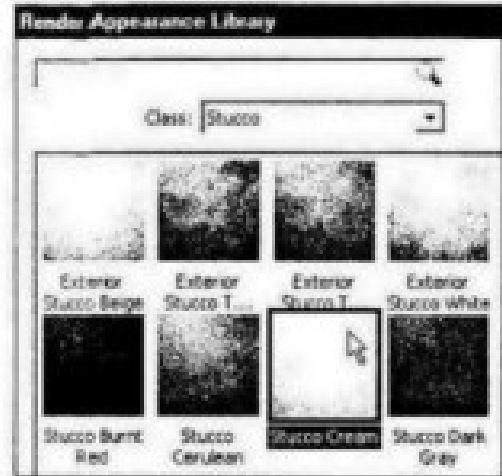 Render Appearance Library
Class: Stucco
Exterior Stucco Beige
Exterior Stucco T...
Exterior Stucco T...
Exterior Stucco White
Stucco Burnt Red
Stucco Cerulean
Stucco Cream
Stucco Dark Gray